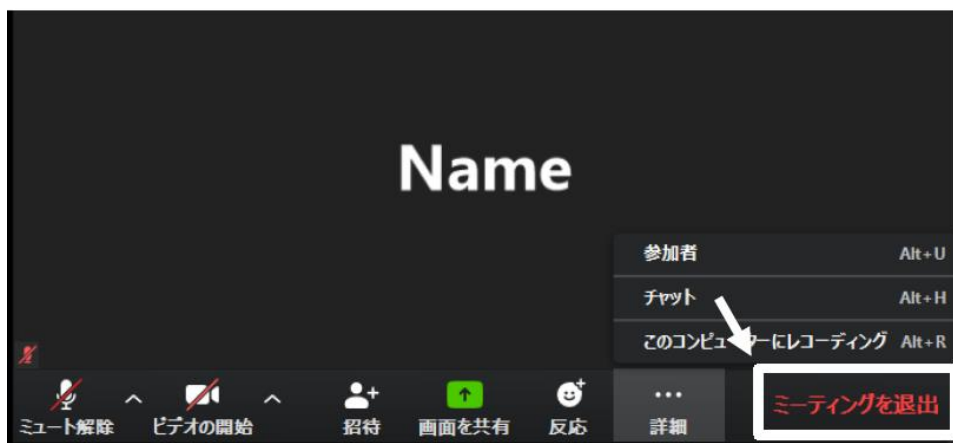 Name
参加者 Alt+U
チャット Alt+H
このコンピューターにレコーディング Alt+R
ミュート解除 ビデオの開始 招待 画面を共有 反応 詳細 ミーティングを退出